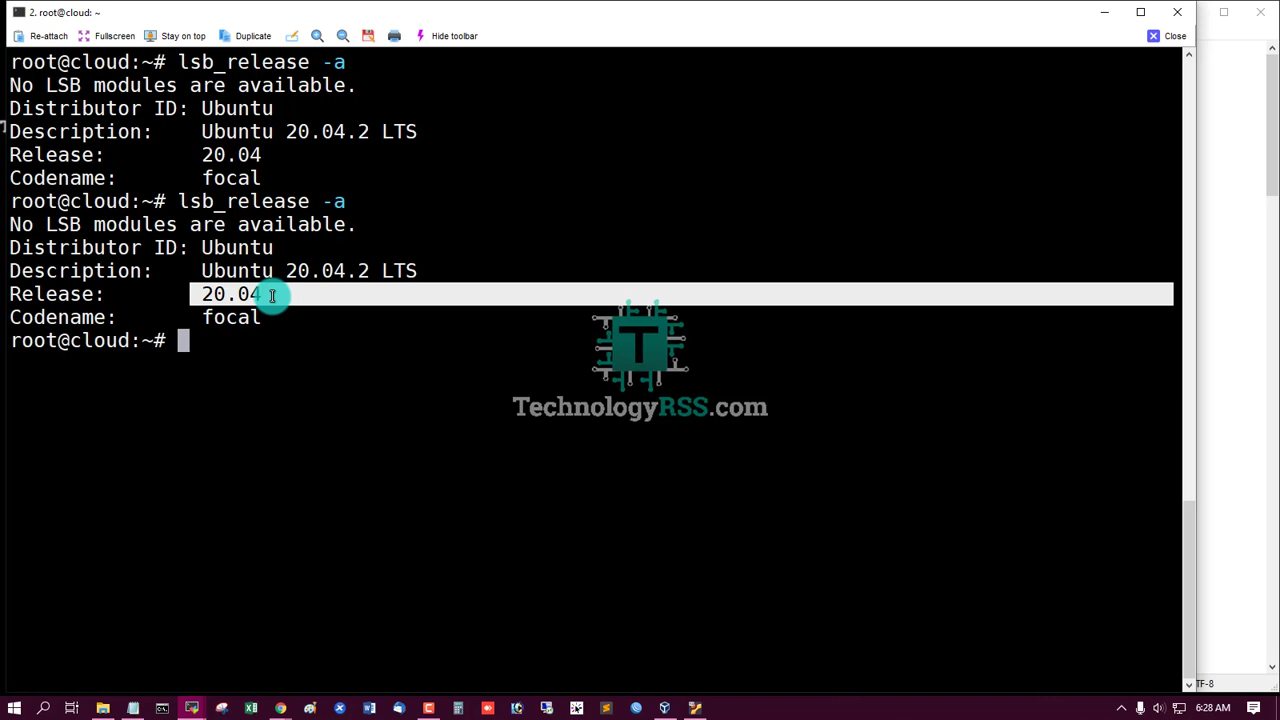 2. root@cloud: ~
Re-attach Fullscreen Stay on top Duplicate Hide toolbar Close
root@cloud:~# lsb_release -a
No LSB modules are available.
Distributor ID: Ubuntu
Description: Ubuntu 20.04.2 LTS
Release: 20.04
Codename: focal
root@cloud:~# lsb_release -a
No LSB modules are available.
Distributor ID: Ubuntu
Description: Ubuntu 20.04.2 LTS
Release: 20.04
Codename: focal
root@cloud:~#
T
TechnologyRSS.com
TF-8
6:28 AM